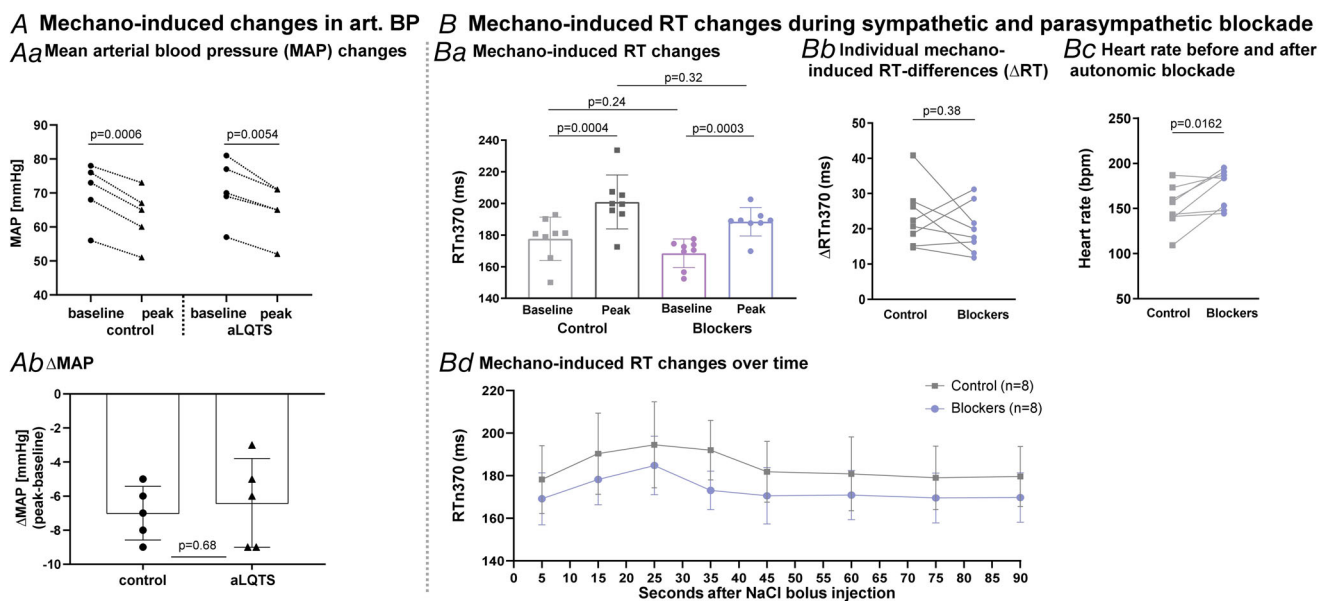 A Mechano-induced changes in art. BP
Aa Mean arterial blood pressure (MAP) changes
MAP [mmHg]
90
80
70
60
50
40
p=0.0006
p=0.0054
baseline peak baseline peak
control aLQTS
Ab ΔMAP
ΔMAP [mmHg]
(peak-baseline)
0
-2
-4
-6
-8
-10
p=0.68
control aLQTS
B Mechano-induced RT changes during sympathetic and parasympathetic blockade
Ba Mechano-induced RT changes
RTn370 (ms)
240
220
200
180
160
140
p=0.32
p=0.24
p=0.0004
p=0.0003
Baseline Peak Baseline Peak
Control Blockers
Bb Individual mechano-
induced RT-differences (ΔRT)
ΔRTn370 (ms)
50
40
30
20
10
0
p=0.38
Control Blockers
Bc Heart rate before and after
autonomic blockade
Heart rate (bpm)
250
200
150
100
50
p=0.0162
Control Blockers
Bd Mechano-induced RT changes over time
RTn370 (ms)
220
200
180
160
140
Control (n=8)
Blockers (n=8)
0 5 10 15 20 25 30 35 40 45 50 55 60 65 70 75 80 85 90
Seconds after NaCl bolus injection